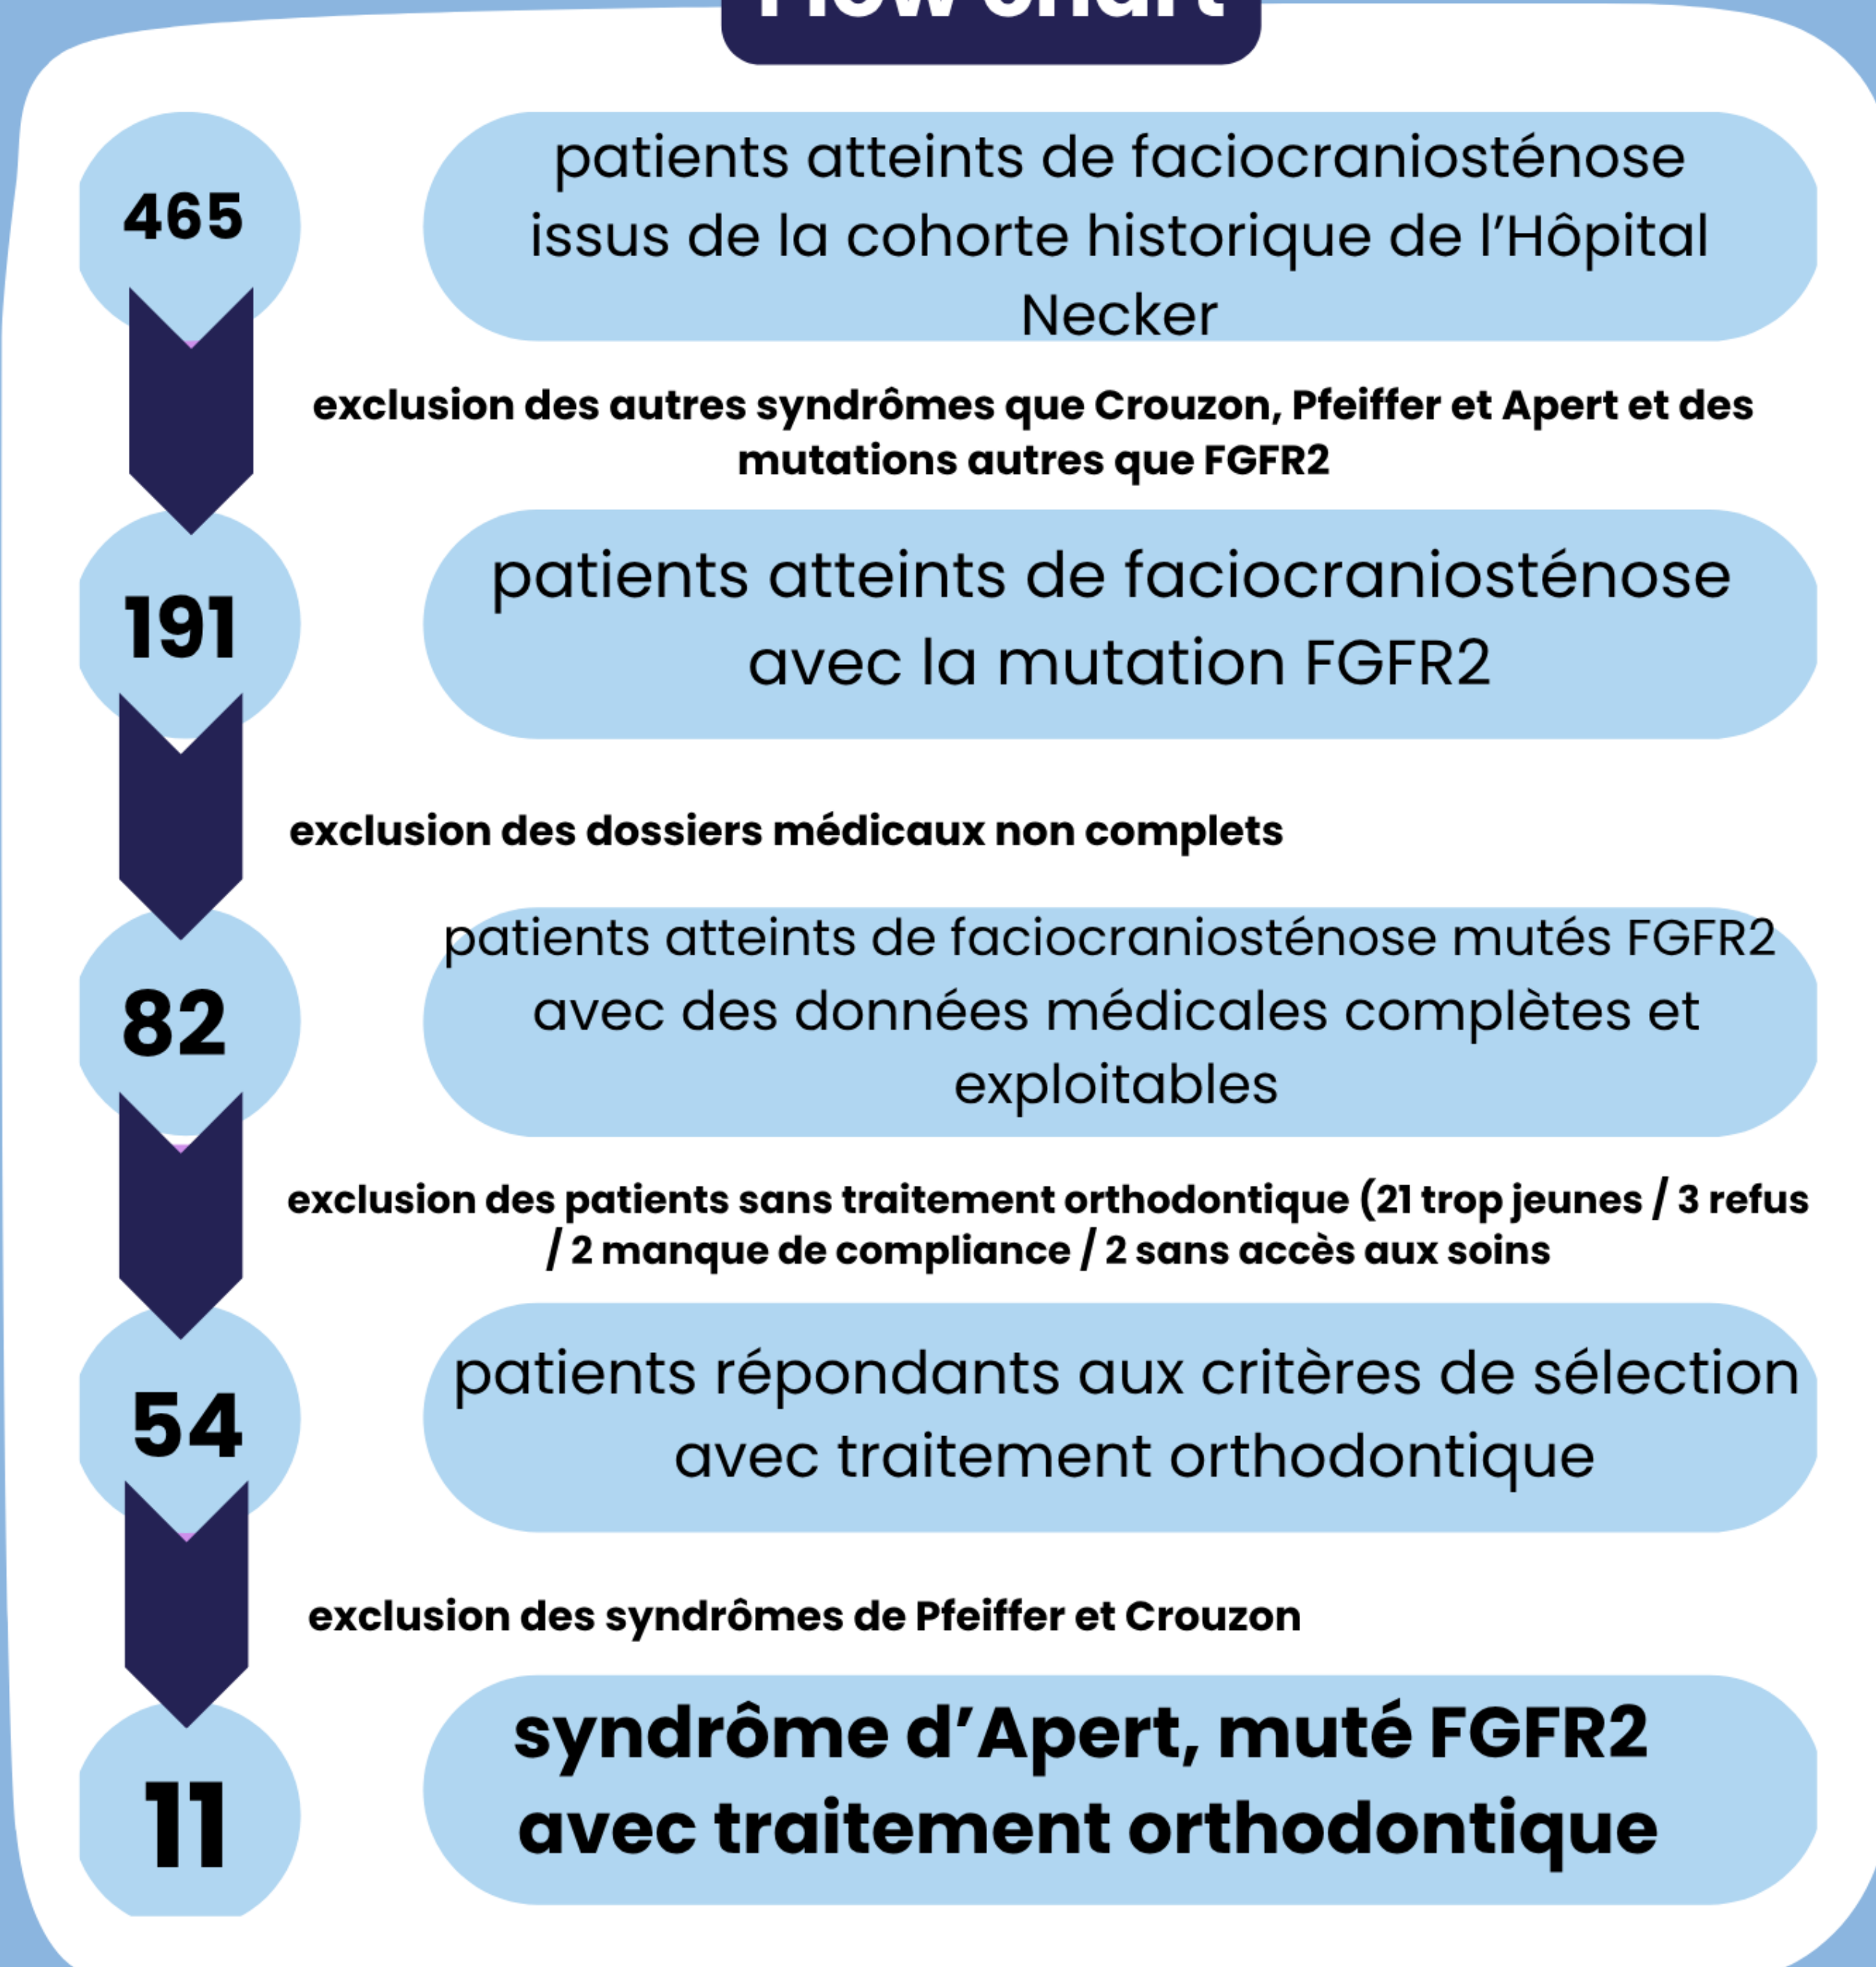 Flow chart
465
patients atteints de faciocraniosténose
issus de la cohorte historique de l'Hôpital
Necker
exclusion des autres syndrômes que Crouzon, Pfeiffer et Apert et des
mutations autres que FGFR2
191
patients atteints de faciocraniosténose
avec la mutation FGFR2
exclusion des dossiers médicaux non complets
82
patients atteints de faciocraniosténose mutés FGFR2
avec des données médicales complètes et
exploitables
exclusion des patients sans traitement orthodontique (21 trop jeunes / 3 refus
/ 2 manque de compliance / 2 sans accès aux soins
54
patients répondants aux critères de sélection
avec traitement orthodontique
exclusion des syndrômes de Pfeiffer et Crouzon
11
syndrôme d'Apert, muté FGFR2
avec traitement orthodontique